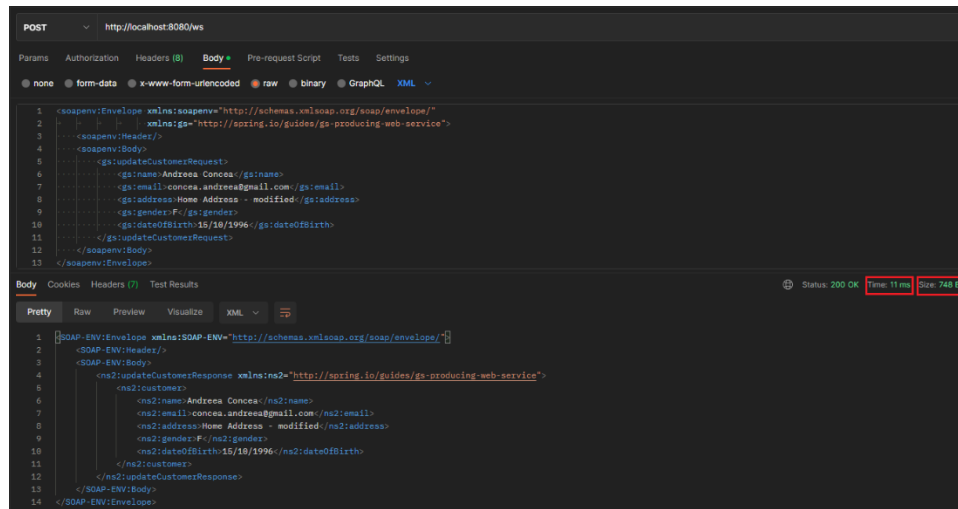 POST http://localhost:8080/ws
Params Authorization Headers (8) Body Pre-request Script Tests Settings
none form-data x-www-form-urlencoded raw binary GraphQL XML
1 <soapenv:Envelope xmlns:soapenv="http://schemas.xmlsoap.org/soap/envelope/"
2 xmlns:gs="http://spring.io/guides/gs-producing-web-service">
3 <soapenv:Header/>
4 <soapenv:Body>
5 <gs:updateCustomerRequest>
6 <gs:name>Andreea Concea</gs:name>
7 <gs:email>concea.andreea@gmail.com</gs:email>
8 <gs:address>Home Address - modified</gs:address>
9 <gs:gender>F</gs:gender>
10 <gs:dateOfBirth>15/10/1996</gs:dateOfBirth>
11 </gs:updateCustomerRequest>
12 </soapenv:Body>
13 </soapenv:Envelope>
Body Cookies Headers (7) Test Results Status: 200 OK Time: 11 ms Size: 748 B
Pretty Raw Preview Visualize XML
1 <SOAP-ENV:Envelope xmlns:SOAP-ENV="http://schemas.xmlsoap.org/soap/envelope/">
2 <SOAP-ENV:Header/>
3 <SOAP-ENV:Body>
4 <ns2:updateCustomerResponse xmlns:ns2="http://spring.io/guides/gs-producing-web-service">
5 <ns2:customer>
6 <ns2:name>Andreea Concea</ns2:name>
7 <ns2:email>concea.andreea@gmail.com</ns2:email>
8 <ns2:address>Home Address - modified</ns2:address>
9 <ns2:gender>F</ns2:gender>
10 <ns2:dateOfBirth>15/10/1996</ns2:dateOfBirth>
11 </ns2:customer>
12 </ns2:updateCustomerResponse>
13 </SOAP-ENV:Body>
14 </SOAP-ENV:Envelope>